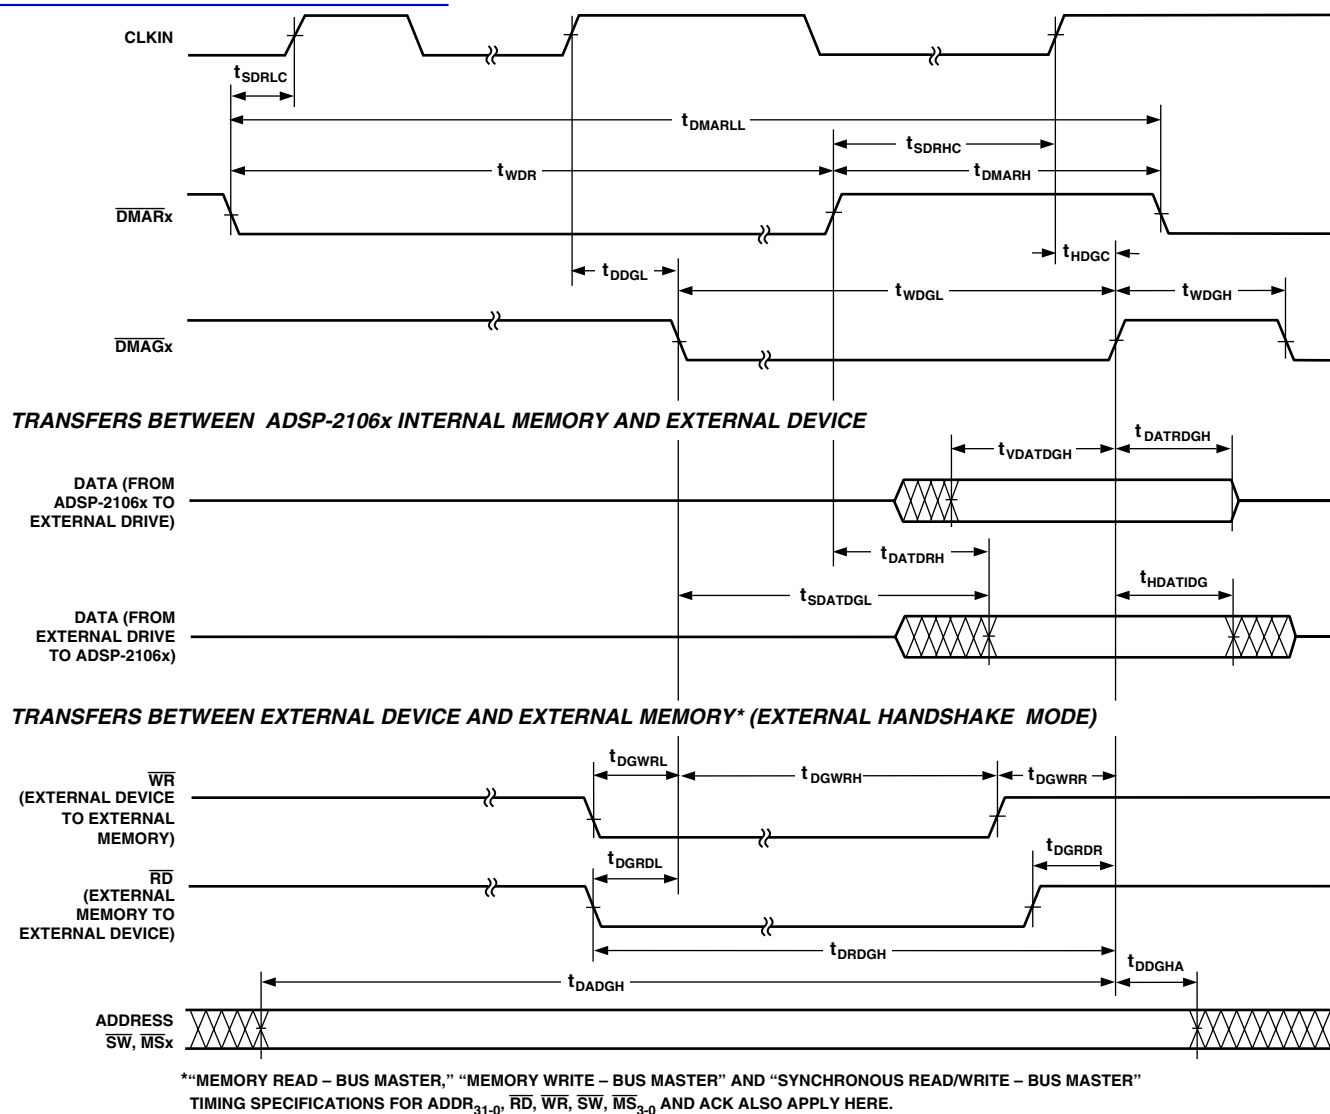 CLKIN
tSDRLC
tDMARLL
tSDRHC
tWDR
tDMARH
DMARx
tHDGC
tDDGL
tWDGL
tWDGH
DMAGx
TRANSFERS BETWEEN ADSP-2106x INTERNAL MEMORY AND EXTERNAL DEVICE
tVDATDGH
tDATRDGH
DATA (FROM
ADSP-2106x TO
EXTERNAL DRIVE)
tDATDRH
tSDATDGL
tHDATIDG
DATA (FROM
EXTERNAL DRIVE
TO ADSP-2106x)
TRANSFERS BETWEEN EXTERNAL DEVICE AND EXTERNAL MEMORY* (EXTERNAL HANDSHAKE MODE)
tDGWRL
tDGWRH
tDGWRR
WR
(EXTERNAL DEVICE
TO EXTERNAL
MEMORY)
tDGRDL
tDGRDR
RD
(EXTERNAL
MEMORY TO
EXTERNAL DEVICE)
tDRDGH
tDADGH
tDDGHA
ADDRESS
SW, MSx
*“MEMORY READ – BUS MASTER,” “MEMORY WRITE – BUS MASTER” AND “SYNCHRONOUS READ/WRITE – BUS MASTER”
TIMING SPECIFICATIONS FOR ADDR31-0, RD, WR, SW, MS3-0 AND ACK ALSO APPLY HERE.